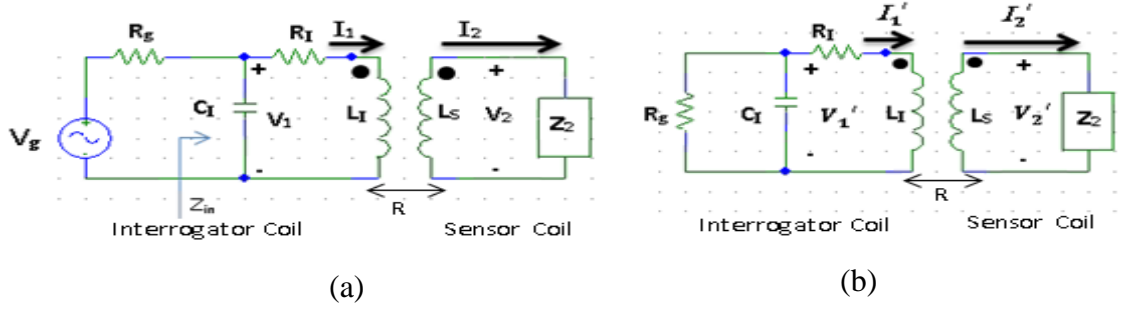 Rg
RI
I1
I2
CI
V1
LI
LS
V2
Z2
Vg
Zin
R
Interrogator Coil
Sensor Coil
(a)
I1'
I2'
RI
Rg
CI
V1'
LI
LS
V2'
Z2
R
Interrogator Coil
Sensor Coil
(b)